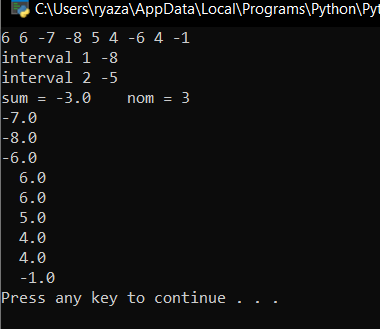 C:\Users\ryaza\AppData\Local\Programs\Python\Pyt
6 6 -7 -8 5 4 -6 4 -1
interval 1 -8
interval 2 -5
sum = -3.0    nom = 3
-7.0
-8.0
-6.0
  6.0
  6.0
  5.0
  4.0
  4.0
  -1.0
Press any key to continue . . .